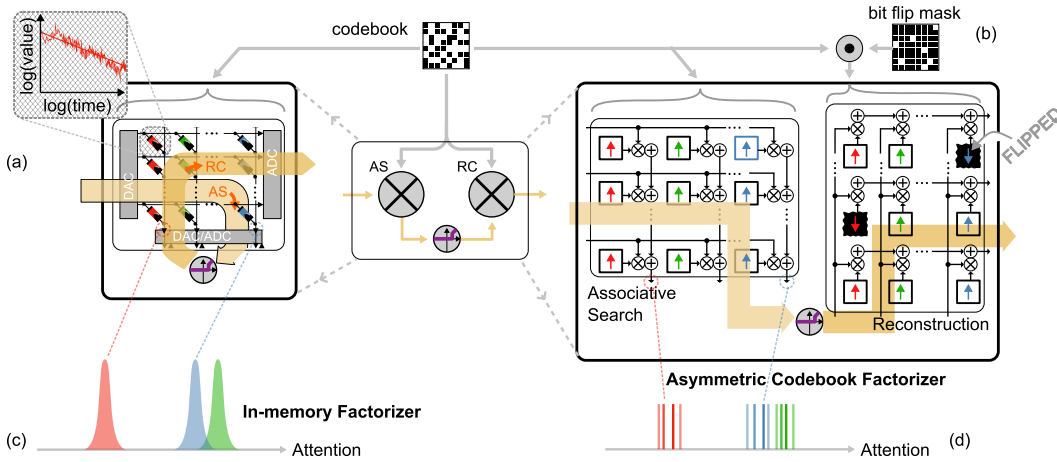 codebook
bit flip mask
(b)
log(value)
log(time)
(a)
DAC
ADC
RC
AS
DAC/ADC
AS
RC
FLIPPED
Associative
Search
Reconstruction
Asymmetric Codebook Factorizer
In-memory Factorizer
(c)
Attention
Attention
(d)